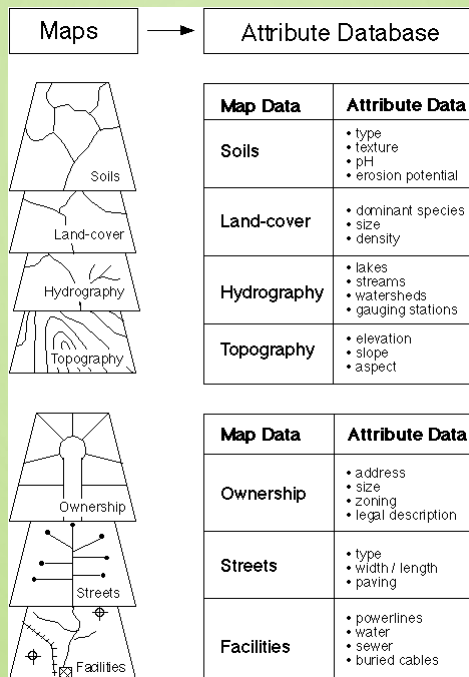 Maps
Attribute Database
Soils
Land-cover
Hydrography
Topography
Map Data Attribute Data
Soils
• type
• texture
• pH
• erosion potential
Land-cover
• dominant species
• size
• density
Hydrography
• lakes
• streams
• watersheds
• gauging stations
Topography
• elevation
• slope
• aspect
Ownership
Streets
Facilities
Map Data Attribute Data
Ownership
• address
• size
• zoning
• legal description
Streets
• type
• width / length
• paving
Facilities
• powerlines
• water
• sewer
• buried cables